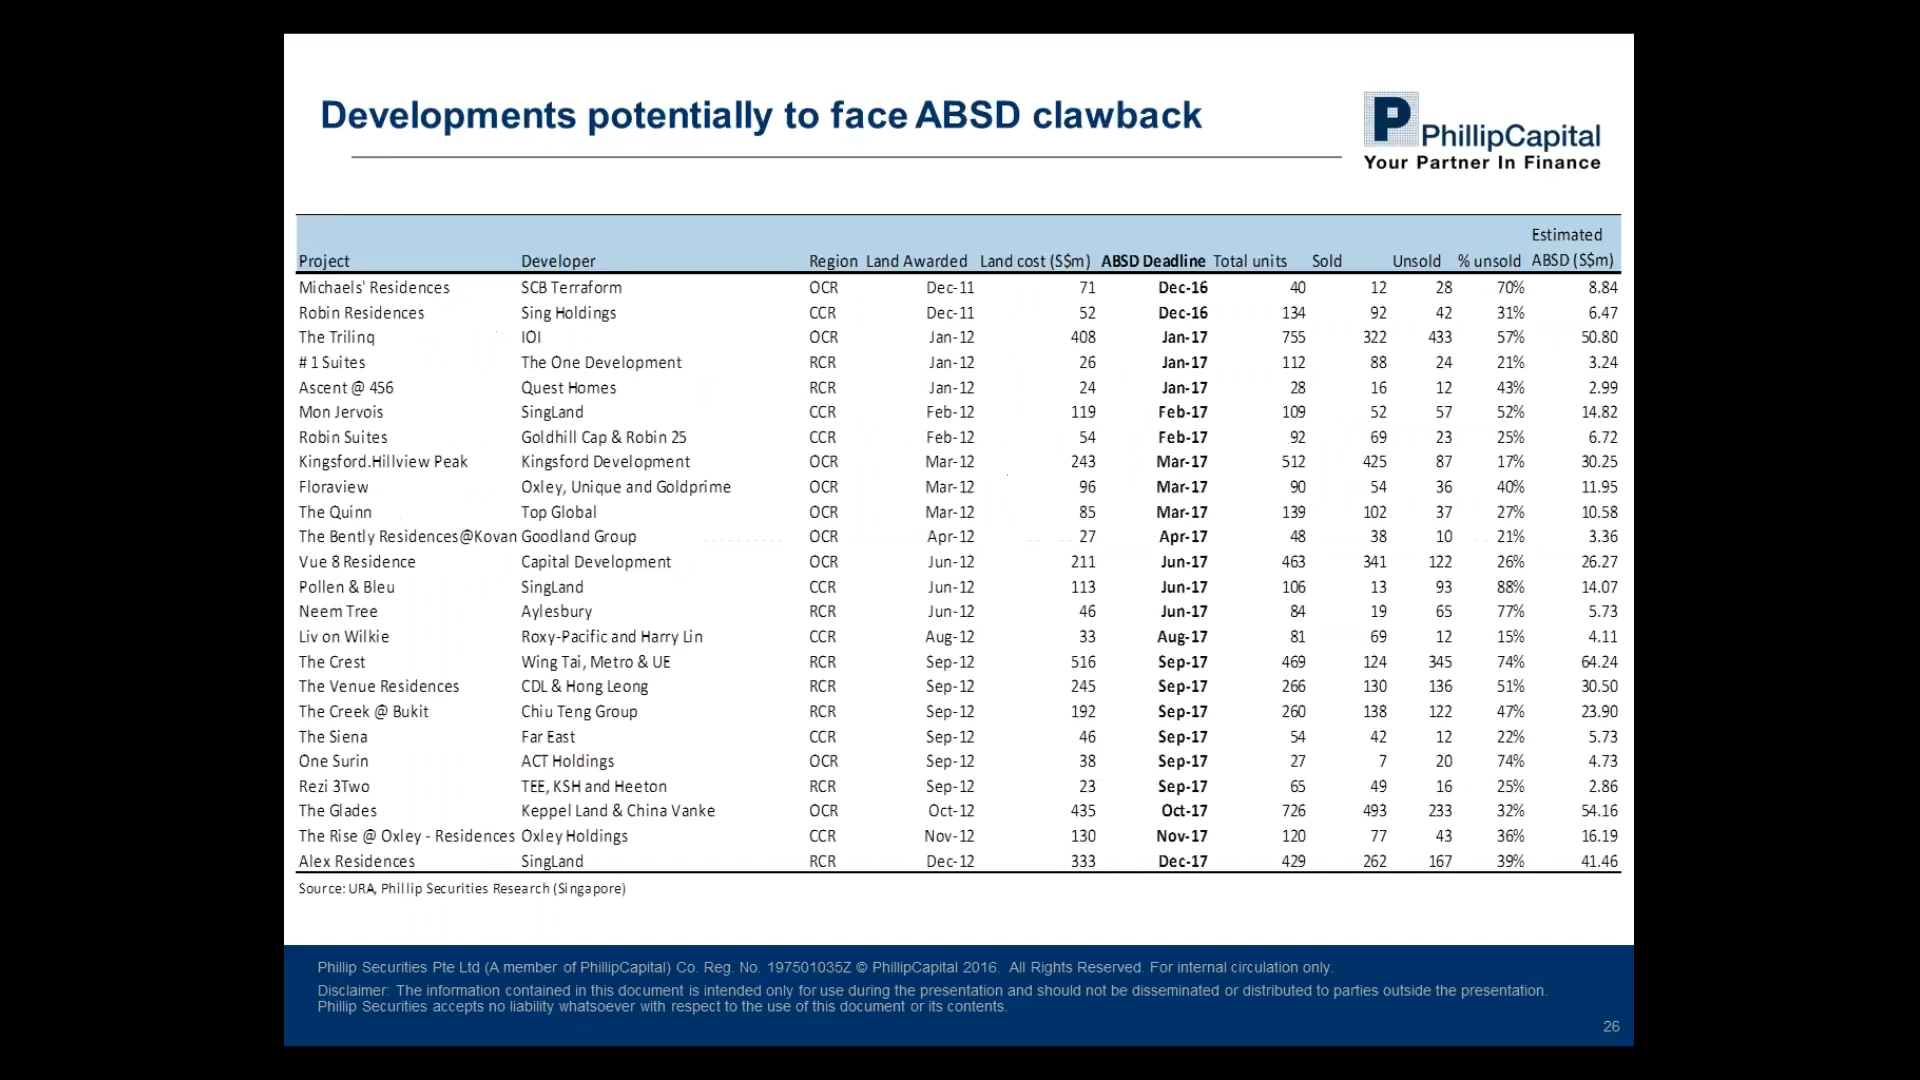 Developments potentially to face ABSD clawback
P PhillipCapital
Your Partner In Finance
Project Developer Region Land Awarded Land cost (S$m) ABSD Deadline Total units Sold Unsold % unsold Estimated ABSD (S$m)
Michaels' Residences SCB Terraform OCR Dec-11 71 Dec-16 40 12 28 70% 8.84
Robin Residences Sing Holdings CCR Dec-11 52 Dec-16 134 92 42 31% 6.47
The Trilinq IOI OCR Jan-12 408 Jan-17 755 322 433 57% 50.80
# 1 Suites The One Development RCR Jan-12 26 Jan-17 112 88 24 21% 3.24
Ascent @ 456 Quest Homes RCR Jan-12 24 Jan-17 28 16 12 43% 2.99
Mon Jervois SingLand CCR Feb-12 119 Feb-17 109 52 57 52% 14.82
Robin Suites Goldhill Cap & Robin 25 CCR Feb-12 54 Feb-17 92 69 23 25% 6.72
Kingsford.Hillview Peak Kingsford Development OCR Mar-12 243 Mar-17 512 425 87 17% 30.25
Floraview Oxley, Unique and Goldprime OCR Mar-12 96 Mar-17 90 54 36 40% 11.95
The Quinn Top Global OCR Mar-12 85 Mar-17 139 102 37 27% 10.58
The Bently Residences@Kovan Goodland Group OCR Apr-12 27 Apr-17 48 38 10 21% 3.36
Vue 8 Residence Capital Development OCR Jun-12 211 Jun-17 463 341 122 26% 26.27
Pollen & Bleu SingLand CCR Jun-12 113 Jun-17 106 13 93 88% 14.07
Neem Tree Aylesbury RCR Jun-12 46 Jun-17 84 19 65 77% 5.73
Liv on Wilkie Roxy-Pacific and Harry Lin CCR Aug-12 33 Aug-17 81 69 12 15% 4.11
The Crest Wing Tai, Metro & UE RCR Sep-12 516 Sep-17 469 124 345 74% 64.24
The Venue Residences CDL & Hong Leong RCR Sep-12 245 Sep-17 266 130 136 51% 30.50
The Creek @ Bukit Chiu Teng Group RCR Sep-12 192 Sep-17 260 138 122 47% 23.90
The Siena Far East CCR Sep-12 46 Sep-17 54 42 12 22% 5.73
One Surin ACT Holdings OCR Sep-12 38 Sep-17 27 7 20 74% 4.73
Rezi 3Two TEE, KSH and Heeton RCR Sep-12 23 Sep-17 65 49 16 25% 2.86
The Glades Keppel Land & China Vanke OCR Oct-12 435 Oct-17 726 493 233 32% 54.16
The Rise @ Oxley - Residences Oxley Holdings CCR Nov-12 130 Nov-17 120 77 43 36% 16.19
Alex Residences SingLand RCR Dec-12 333 Dec-17 429 262 167 39% 41.46
Source: URA, Phillip Securities Research (Singapore)
Phillip Securities Pte Ltd (A member of PhillipCapital) Co. Reg. No. 197501035Z © PhillipCapital 2016. All Rights Reserved. For internal circulation only.
Disclaimer: The information contained in this document is intended only for use during the presentation and should not be disseminated or distributed to parties outside the presentation.
Phillip Securities accepts no liability whatsoever with respect to the use of this document or its contents.
26